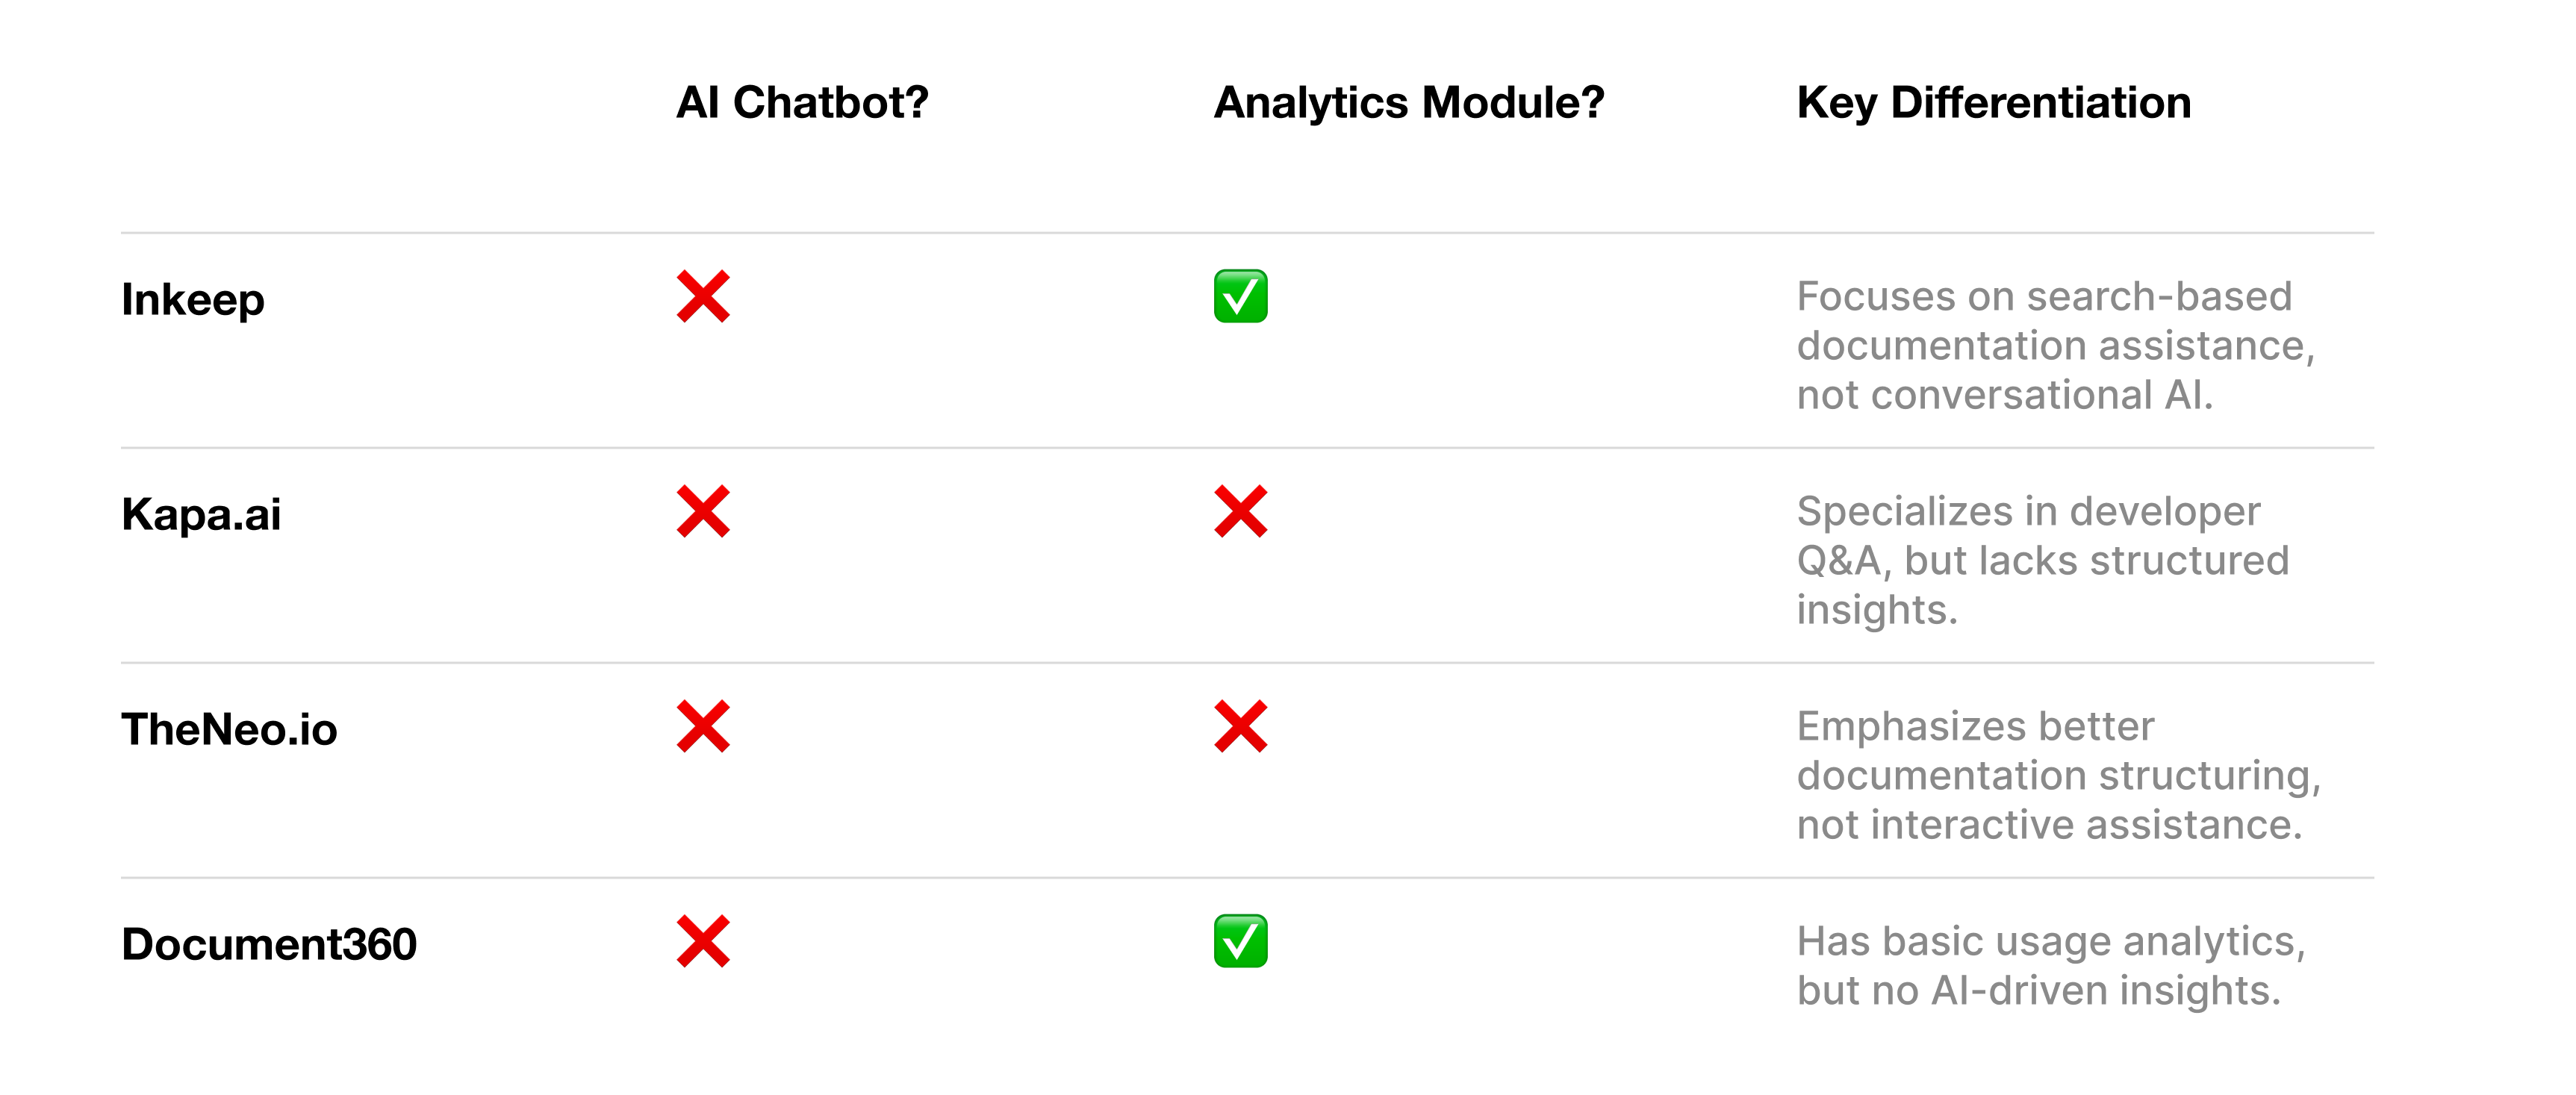 AI Chatbot? Analytics Module? Key Differentiation
Inkeep ❌ ✅ Focuses on search-based
documentation assistance,
not conversational AI.
Kapa.ai ❌ ❌ Specializes in developer
Q&A, but lacks structured
insights.
TheNeo.io ❌ ❌ Emphasizes better
documentation structuring,
not interactive assistance.
Document360 ❌ ✅ Has basic usage analytics,
but no AI-driven insights.